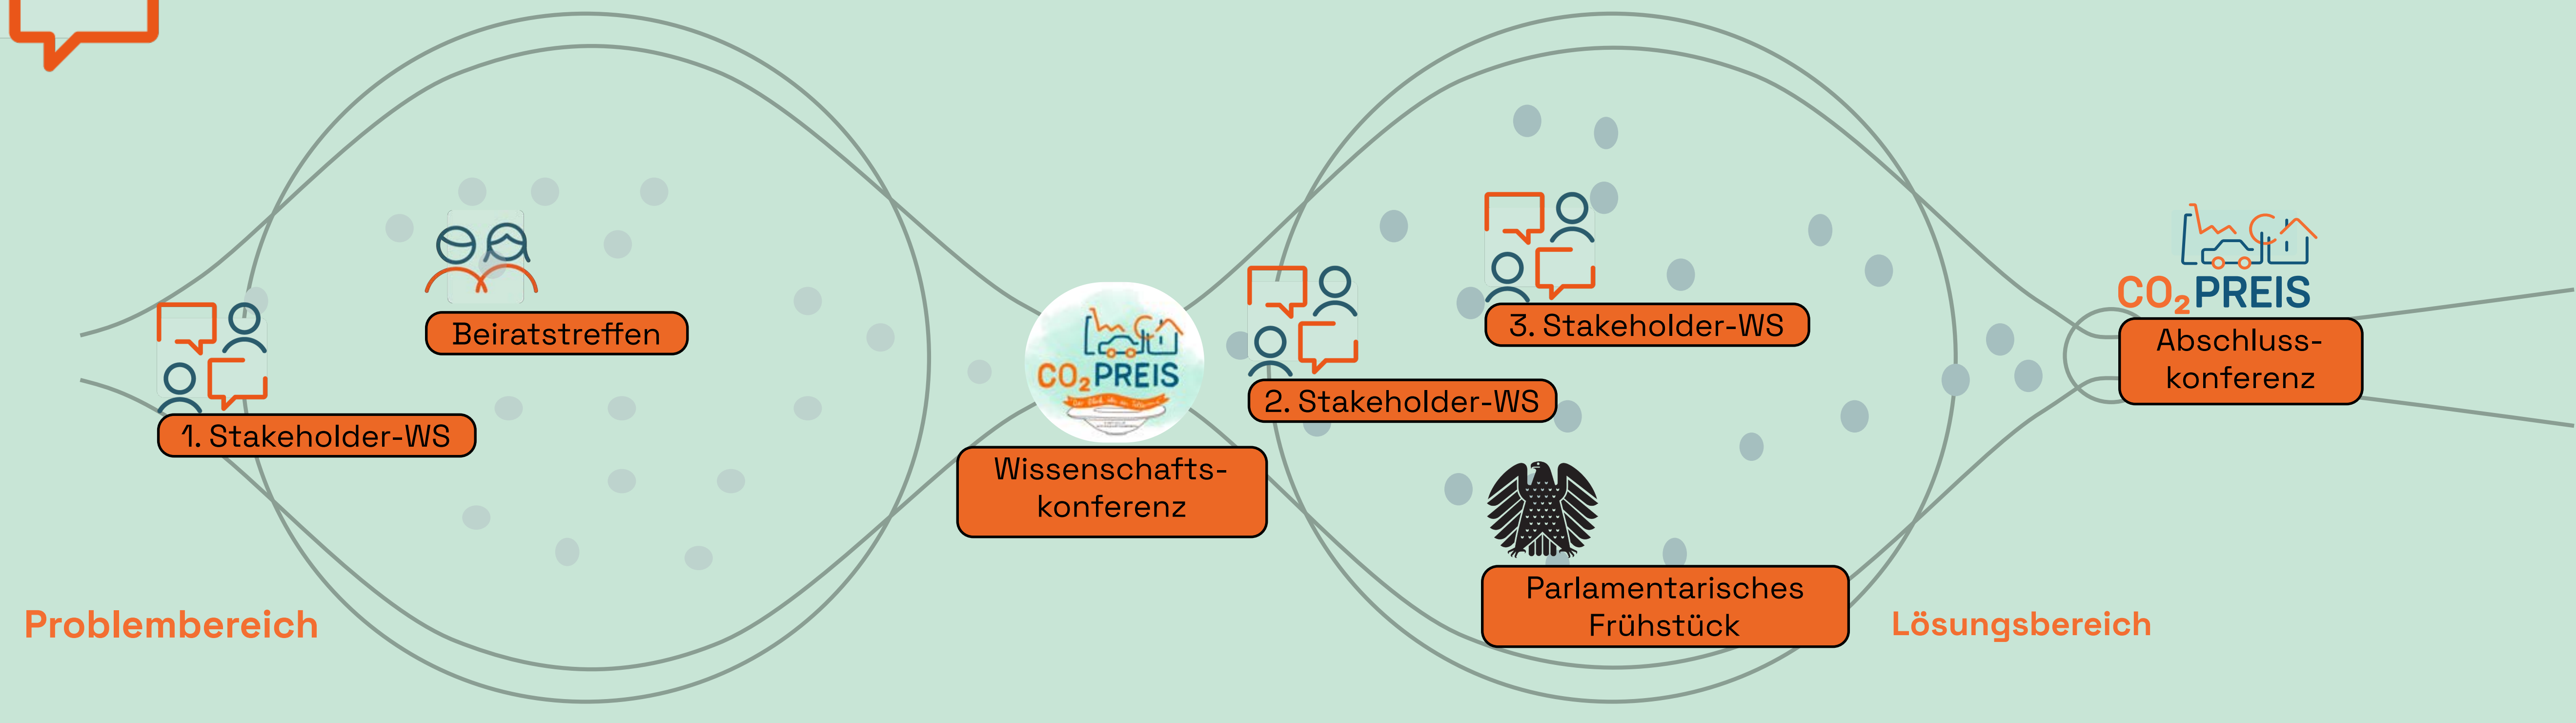 1. Stakeholder-WS
Beiratstreffen
CO₂PREIS
Wissenschafts-
konferenz
2. Stakeholder-WS
3. Stakeholder-WS
Parlamentarisches
Frühstück
CO₂PREIS
Abschluss-
konferenz
Problembereich
Lösungsbereich